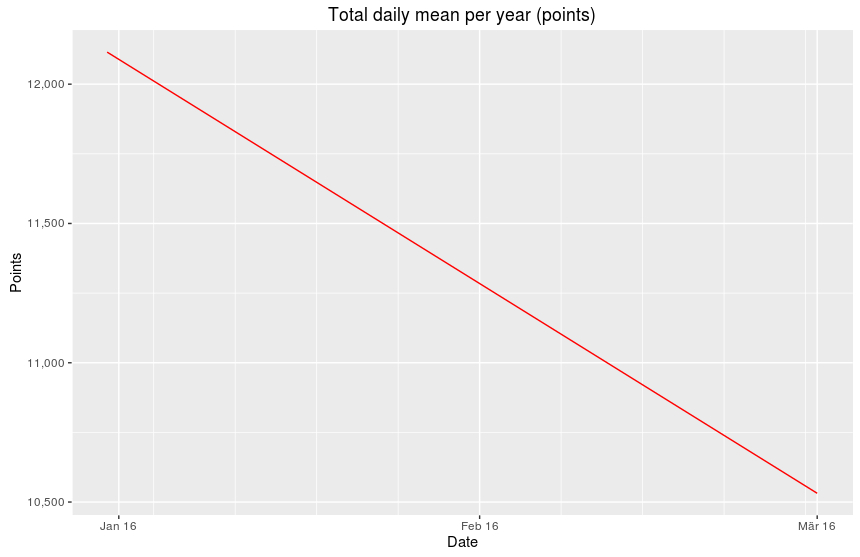 Total daily mean per year (points)
12,000
11,500
11,000
10,500
Points
Jan 16
Feb 16
Mär 16
Date